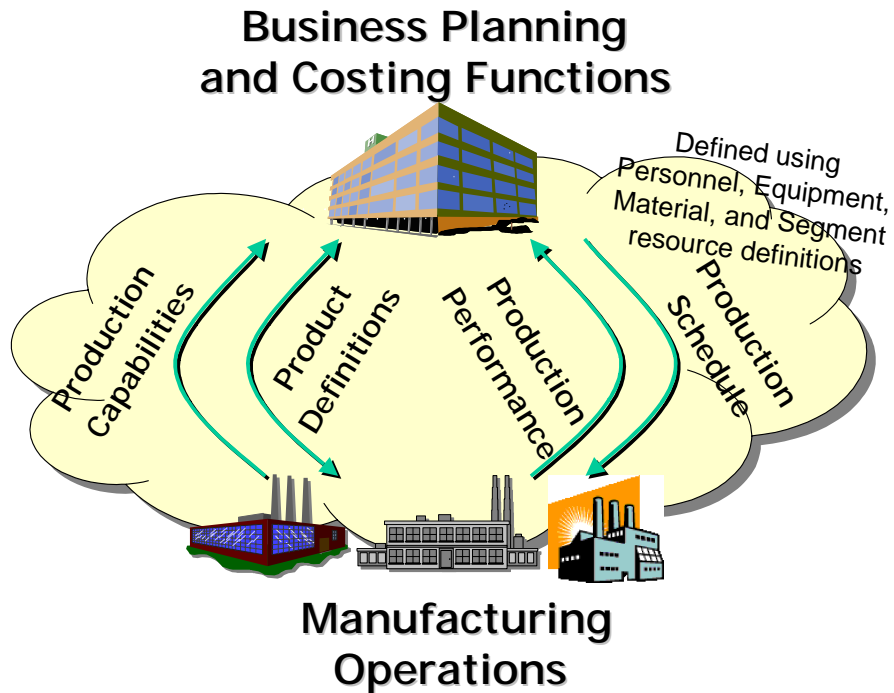 Business Planning
and Costing Functions
Defined using
Personnel, Equipment,
Material, and Segment
resource definitions
Production
Capabilities
Product
Definitions
Production
Performance
Production
Schedule
H
Manufacturing
Operations